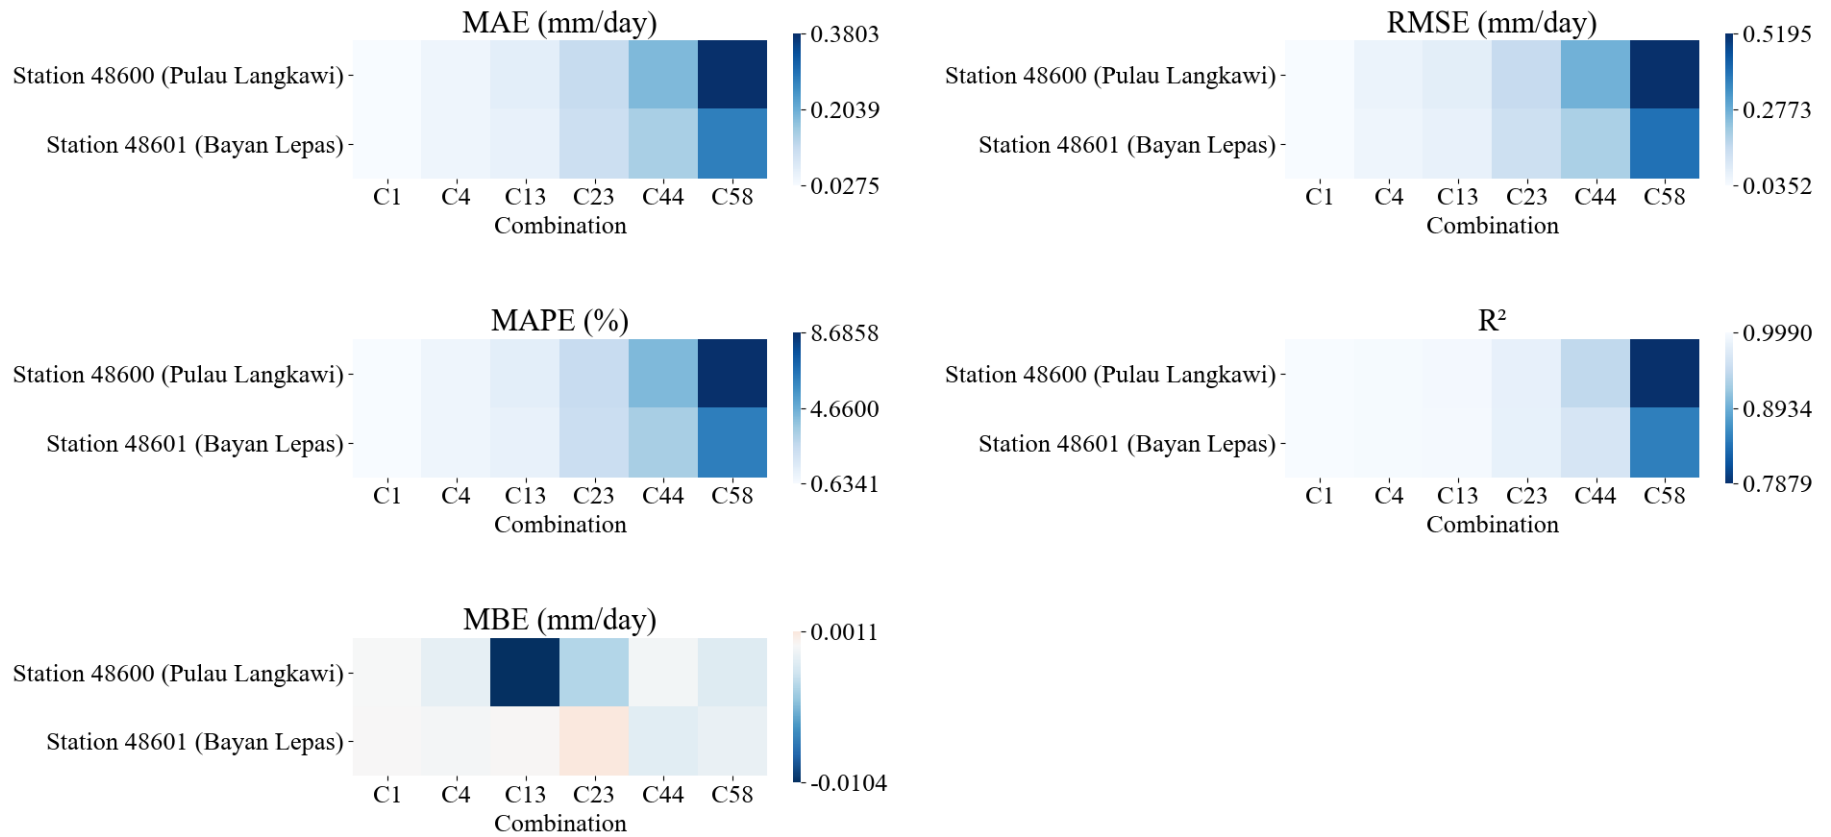 MAE (mm/day)
Station 48600 (Pulau Langkawi)
Station 48601 (Bayan Lepas)
C1 C4 C13 C23 C44 C58
Combination
0.3803
0.2039
0.0275
RMSE (mm/day)
Station 48600 (Pulau Langkawi)
Station 48601 (Bayan Lepas)
C1 C4 C13 C23 C44 C58
Combination
0.5195
0.2773
0.0352
MAPE (%)
Station 48600 (Pulau Langkawi)
Station 48601 (Bayan Lepas)
C1 C4 C13 C23 C44 C58
Combination
8.6858
4.6600
0.6341
R²
Station 48600 (Pulau Langkawi)
Station 48601 (Bayan Lepas)
C1 C4 C13 C23 C44 C58
Combination
0.9990
0.8934
0.7879
MBE (mm/day)
Station 48600 (Pulau Langkawi)
Station 48601 (Bayan Lepas)
C1 C4 C13 C23 C44 C58
Combination
0.0011
-0.0104